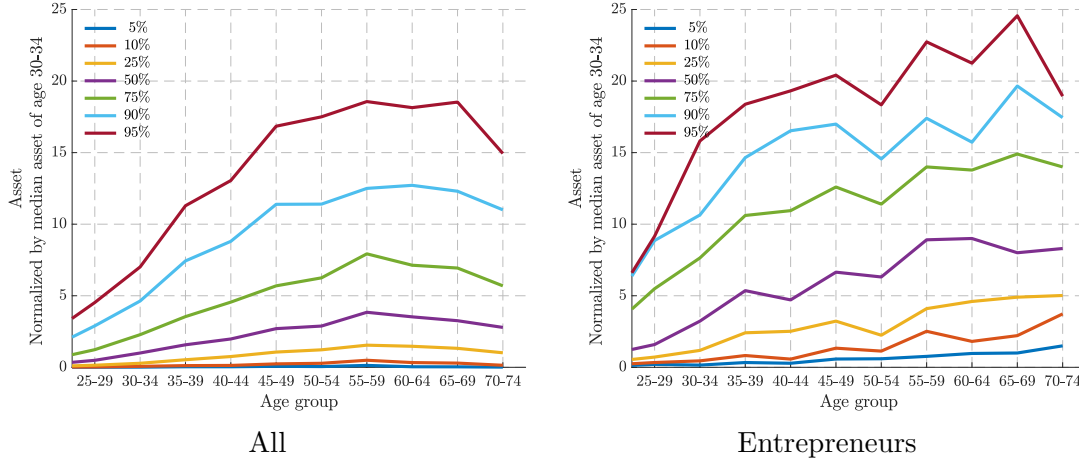 25
20
15
10
5
0
Asset
Normalized by median asset of age 30-34
5%
10%
25%
50%
75%
90%
95%
25-29 30-34 35-39 40-44 45-49 50-54 55-59 60-64 65-69 70-74
Age group
All
25
20
15
10
5
0
Asset
Normalized by median asset of age 30-34
5%
10%
25%
50%
75%
90%
95%
25-29 30-34 35-39 40-44 45-49 50-54 55-59 60-64 65-69 70-74
Age group
Entrepreneurs